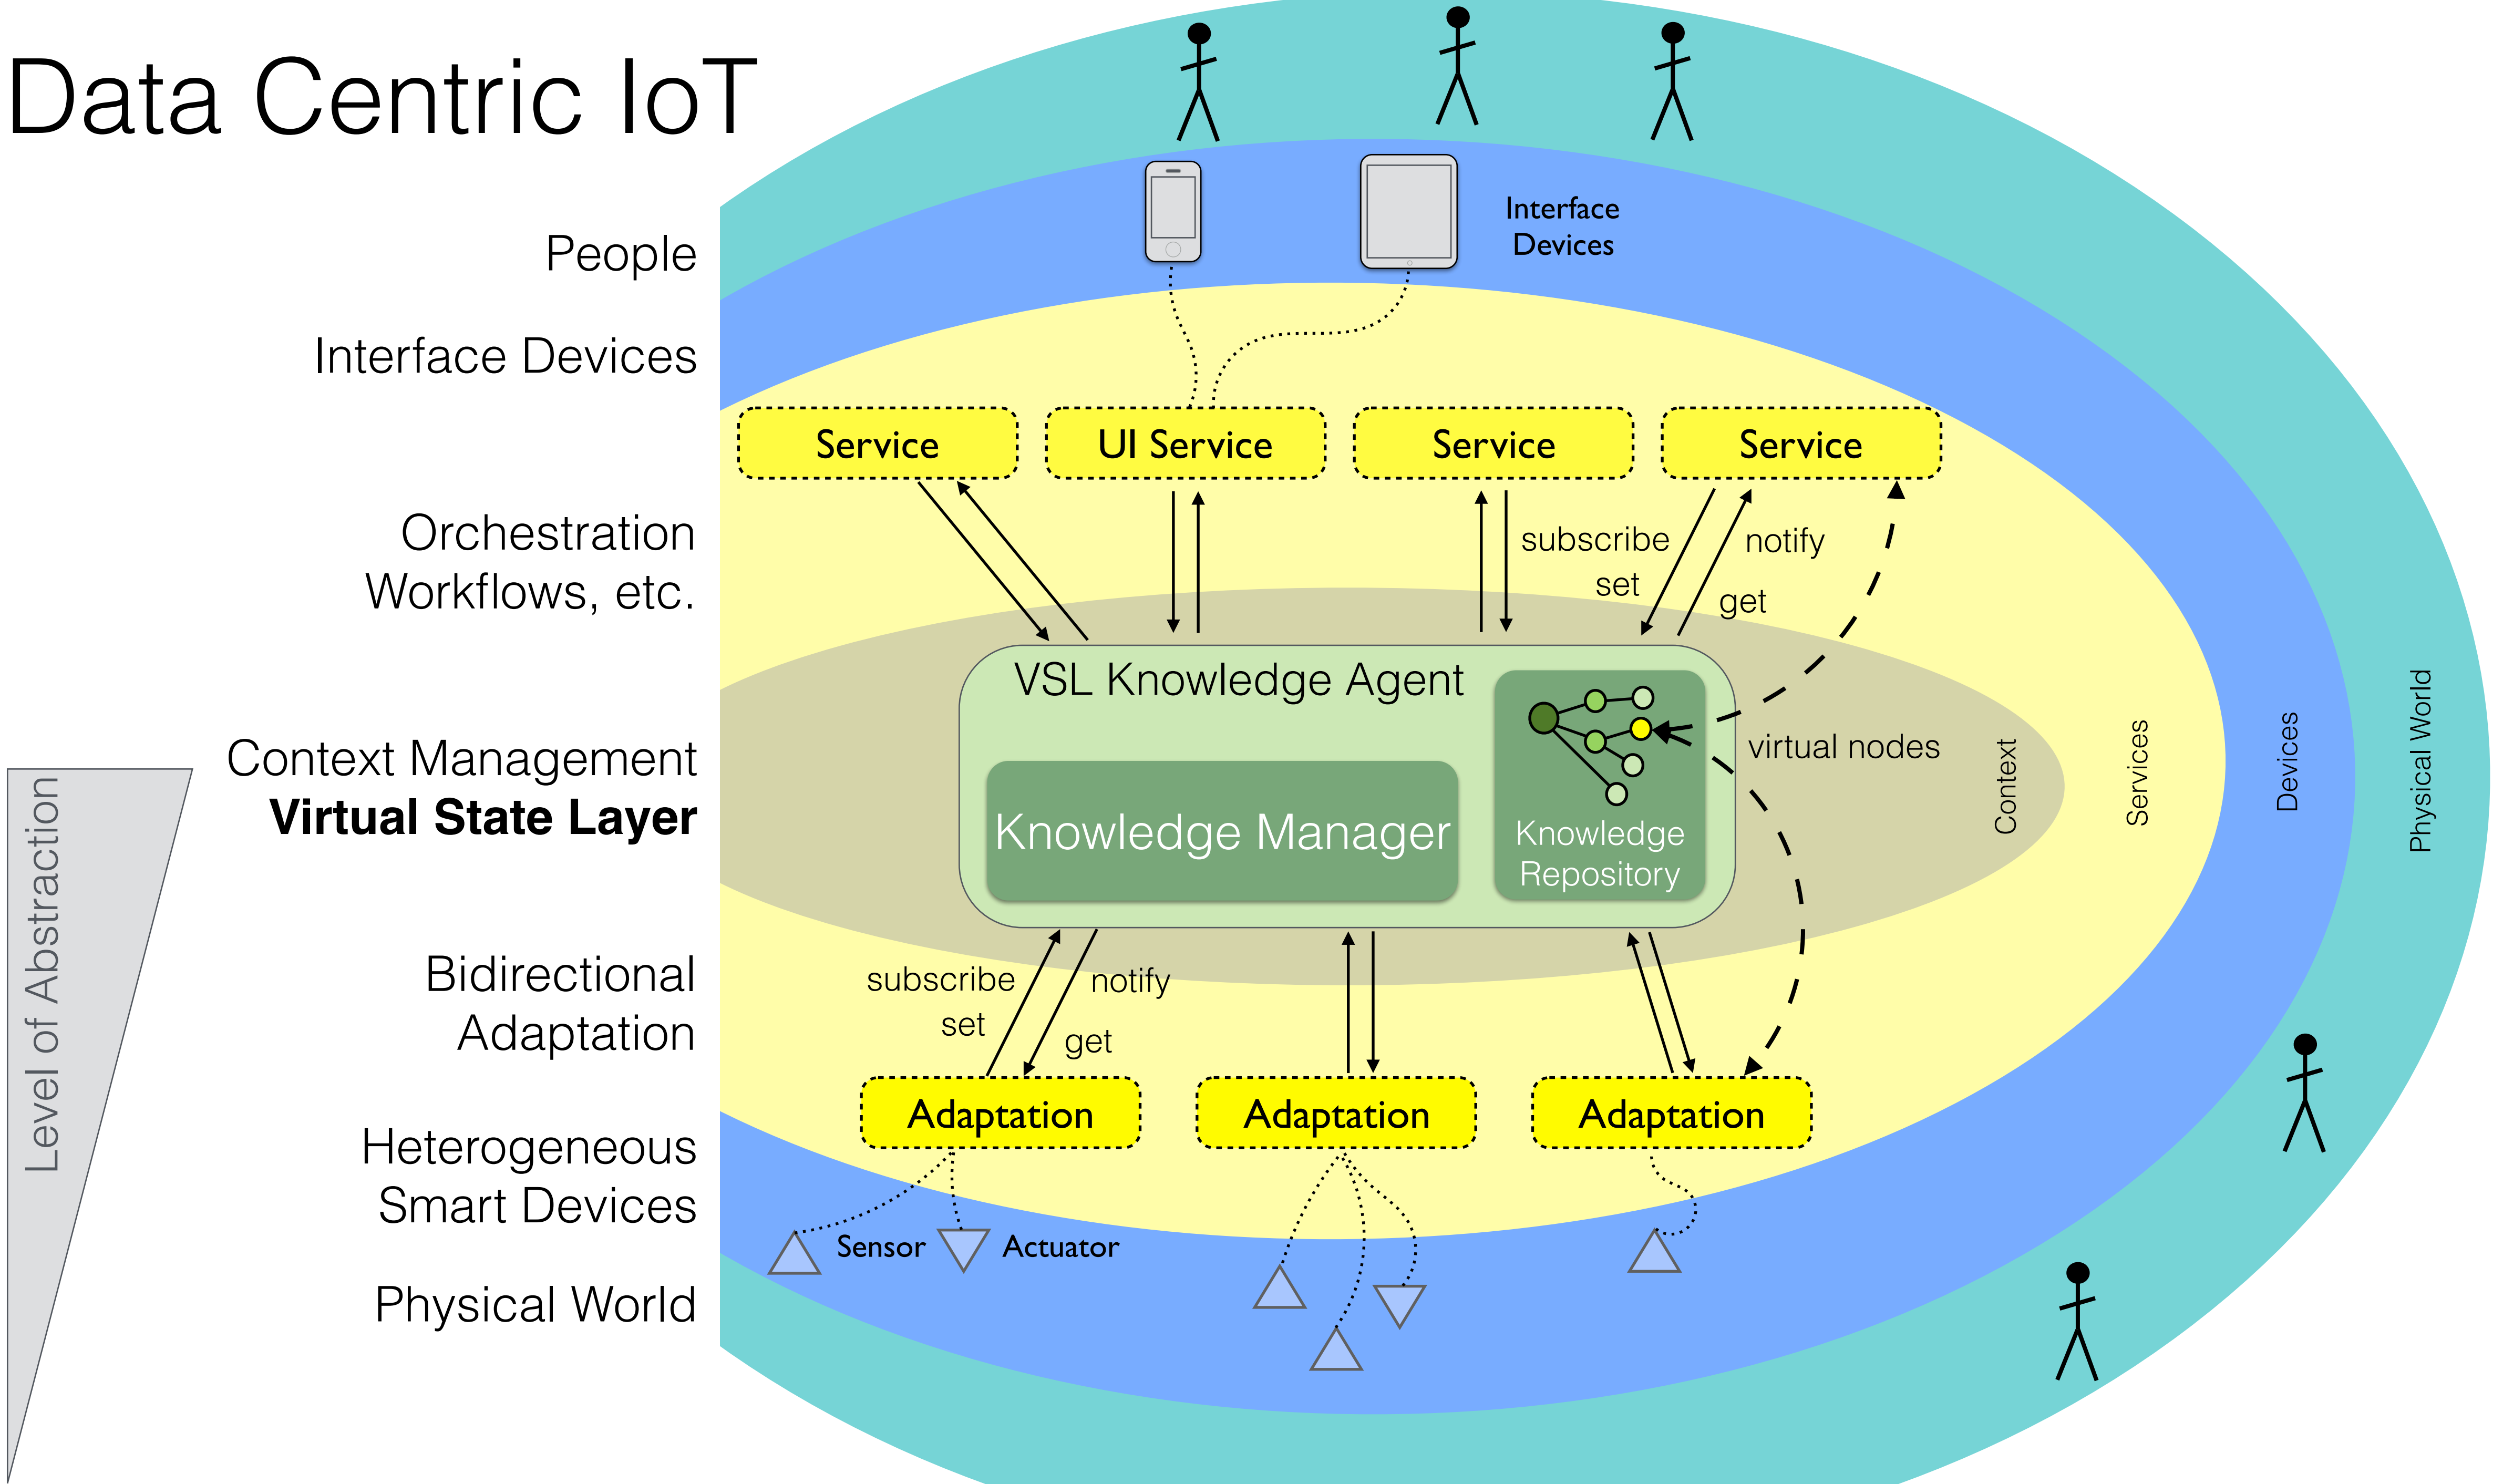 Data Centric IoT
People
Interface Devices
Orchestration
Workflows, etc.
Context Management
Virtual State Layer
Bidirectional
Adaptation
Heterogeneous
Smart Devices
Physical World
Level of Abstraction
Interface
Devices
Service
UI Service
Service
Service
subscribe
notify
set
get
VSL Knowledge Agent
Knowledge Manager
Knowledge
Repository
virtual nodes
Context
Services
Devices
Physical World
subscribe
notify
set
get
Adaptation
Adaptation
Adaptation
Sensor
Actuator